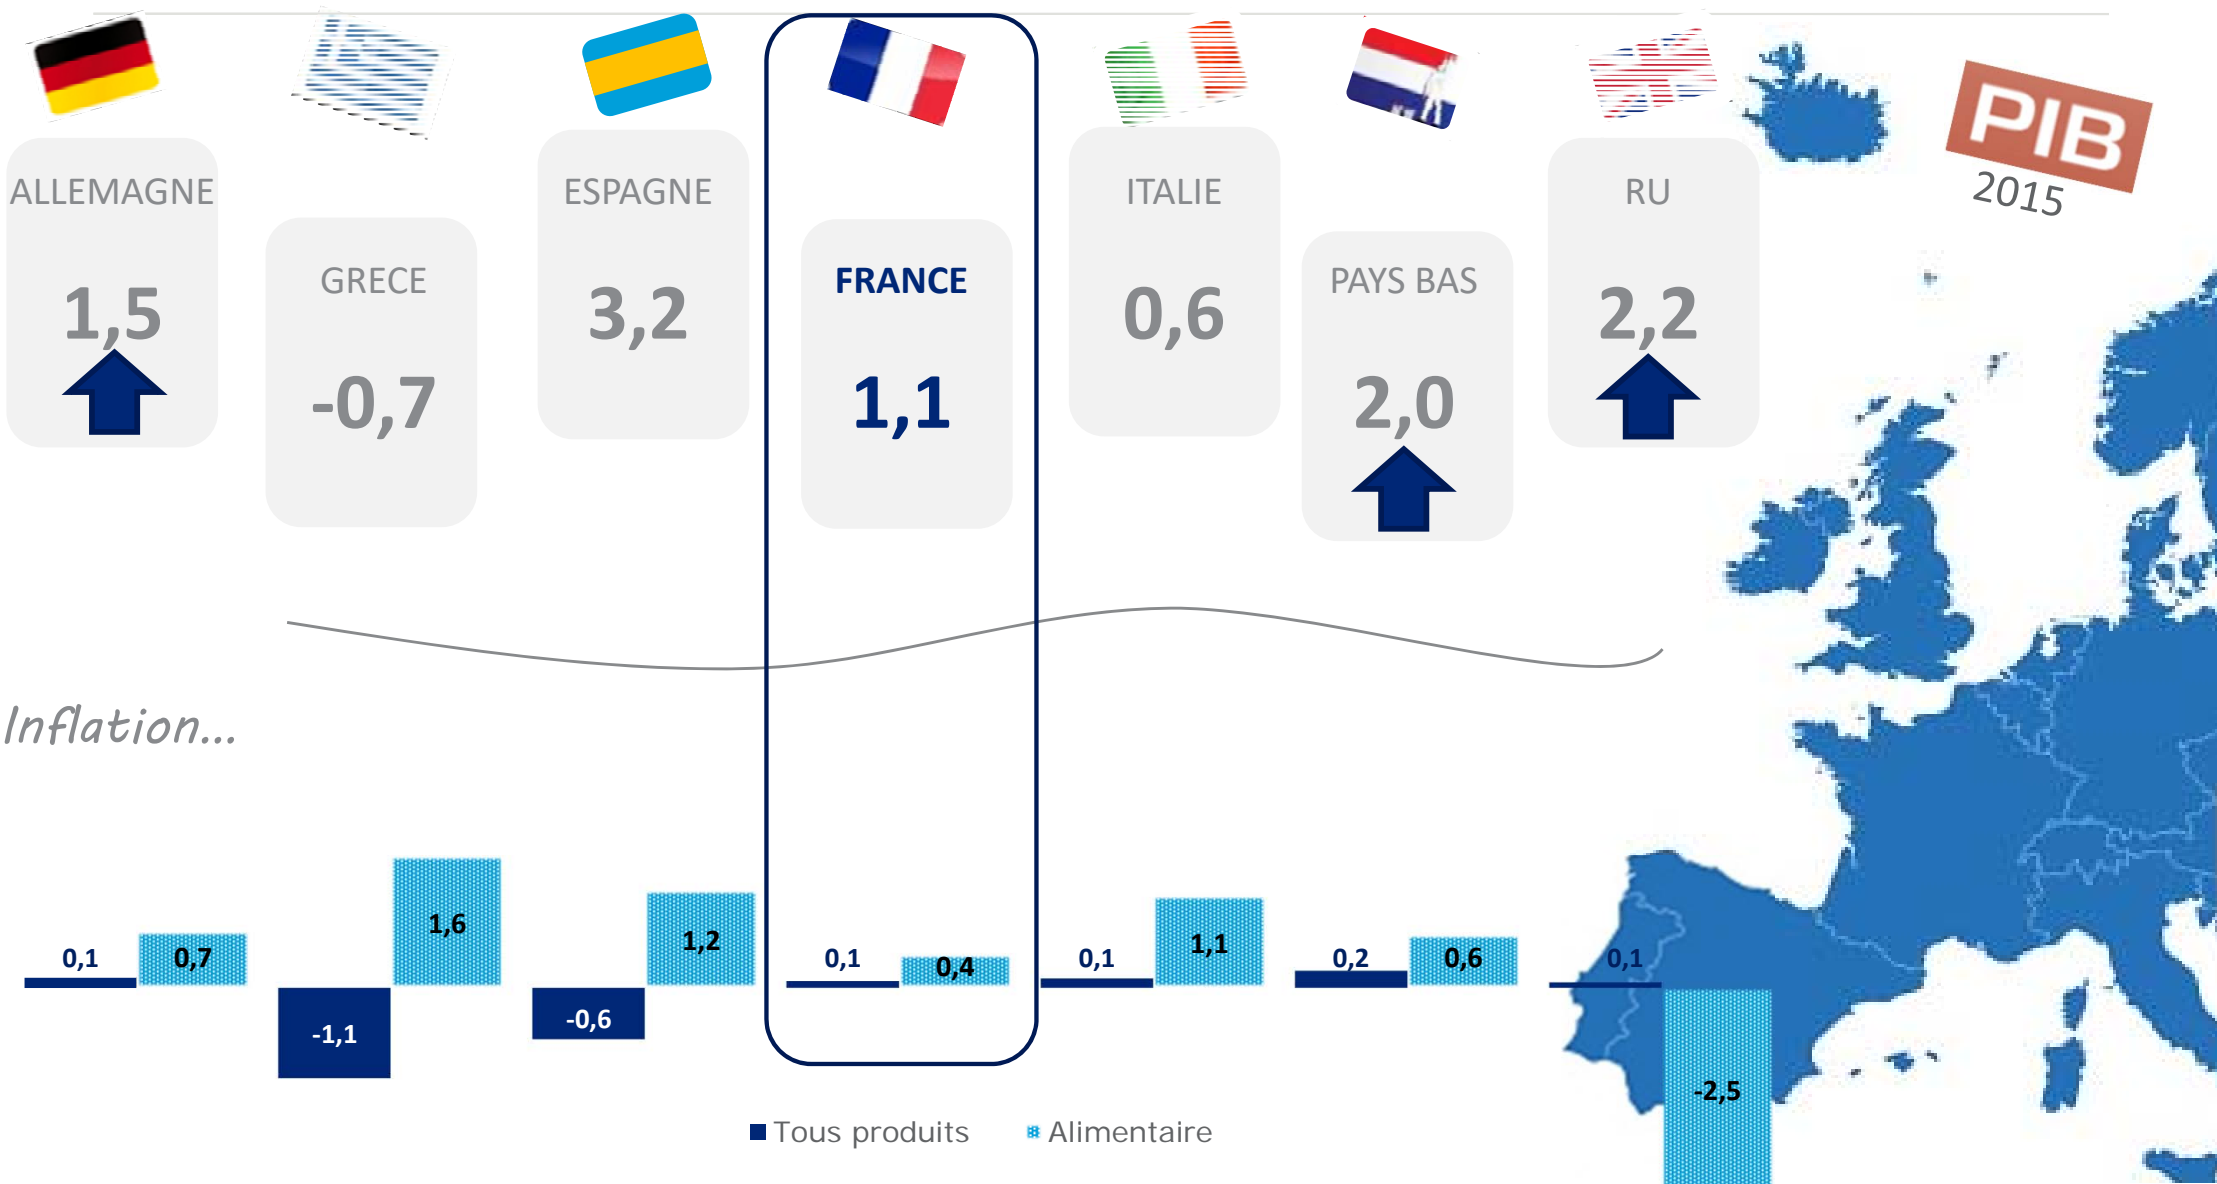 PIB
2015
ALLEMAGNE
1,5
GRECE
-0,7
ESPAGNE
3,2
FRANCE
1,1
ITALIE
0,6
PAYS BAS
2,0
RU
2,2
Inflation...
0,1
0,7
-1,1
1,6
-0,6
1,2
0,1
0,4
0,1
1,1
0,2
0,6
0,1
-2,5
Tous produits
Alimentaire